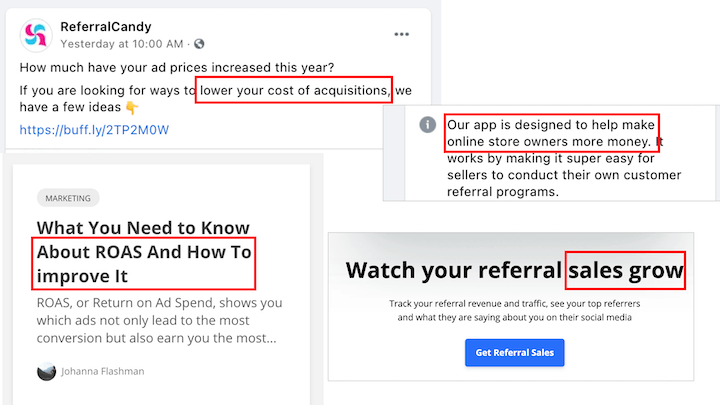 ReferralCandy
Yesterday at 10:00 AM ·
How much have your ad prices increased this year?
If you are looking for ways to lower your cost of acquisitions, we
have a few ideas 👇
https://buff.ly/2TP2M0W
Our app is designed to help make
online store owners more money. It
works by making it super easy for
sellers to conduct their own customer
referral programs.
MARKETING
What You Need to Know
About ROAS And How To
improve It
ROAS, or Return on Ad Spend, shows you
which ads not only lead to the most
conversion but also earn you the most...
Johanna Flashman
Watch your referral sales grow
Track your referral revenue and traffic, see your top referrers
and what they are saying about you on their social media
Get Referral Sales